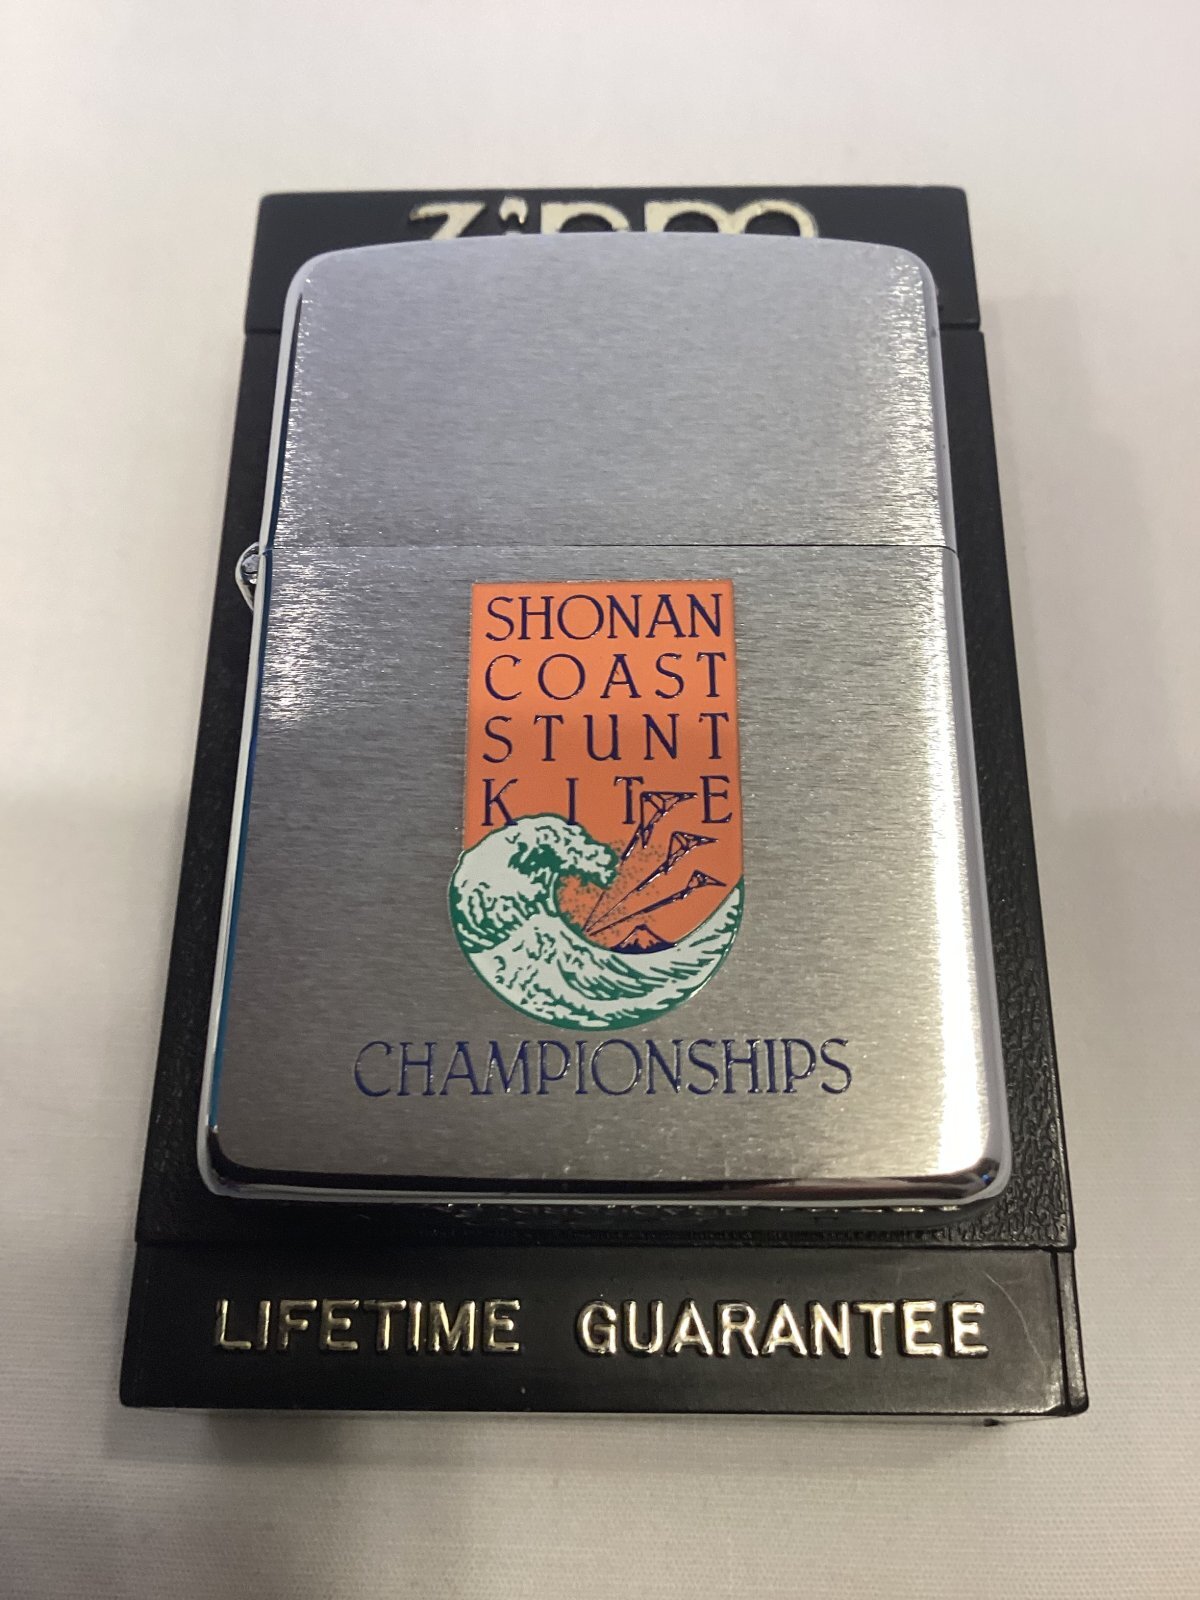 zippo
SHONAN
COAST
STUNT
KITE
CHAMPIONSHIPS
LIFETIME GUARANTEE